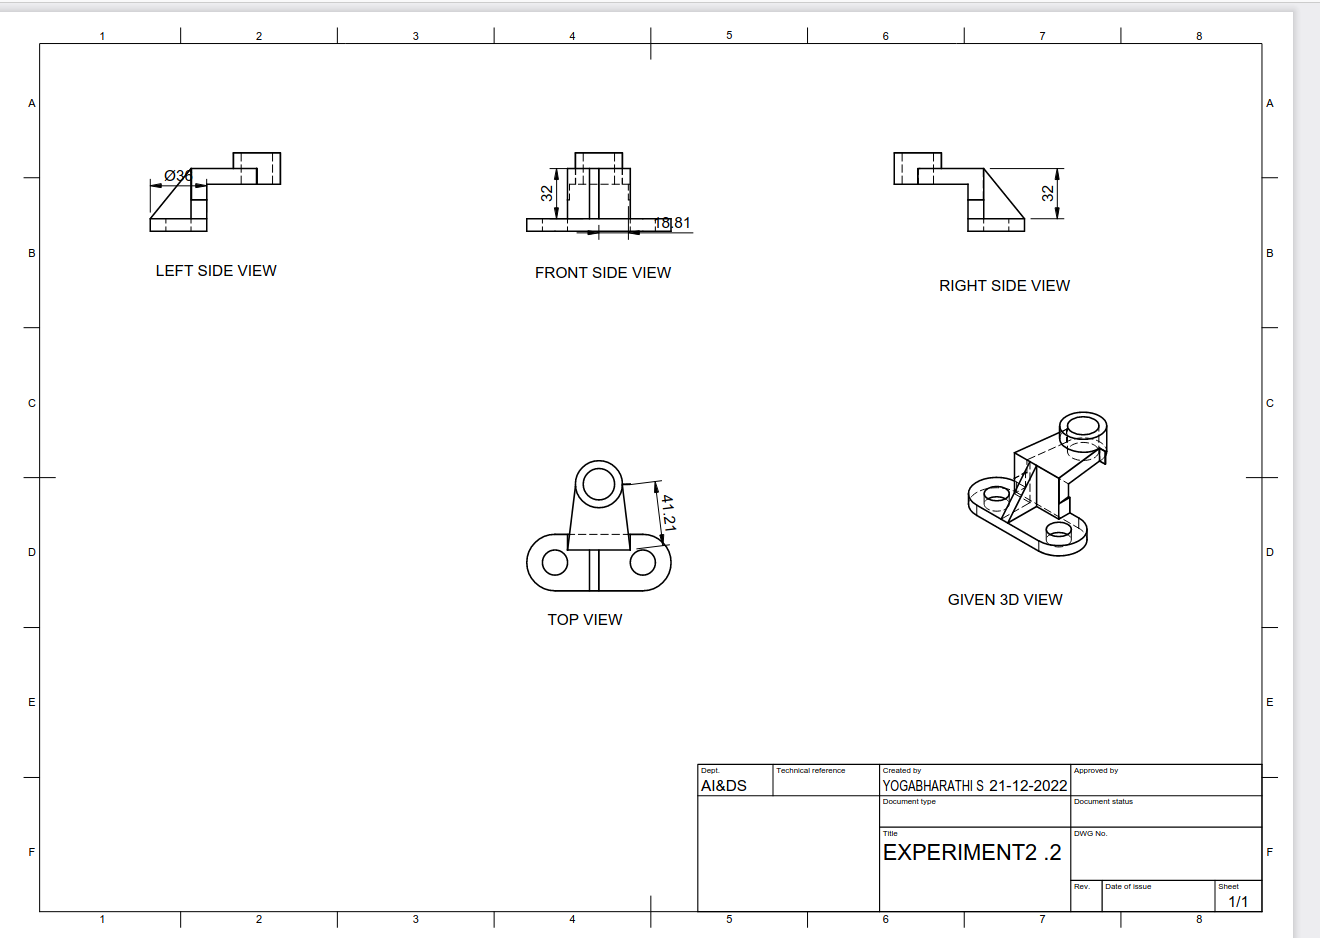 1 2 3 4 5 6 7 8
A A
Ø36
32
18.81
32
B B
LEFT SIDE VIEW
FRONT SIDE VIEW
RIGHT SIDE VIEW
C C
41.21
D D
TOP VIEW
GIVEN 3D VIEW
E E
Dept. Technical reference Created by Approved by
AI&DS YOGABHARATHI S 21-12-2022
Document type Document status
Title DWG No.
EXPERIMENT2 .2
F F
Rev. Date of issue Sheet
1/1
1 2 3 4 5 6 7 8